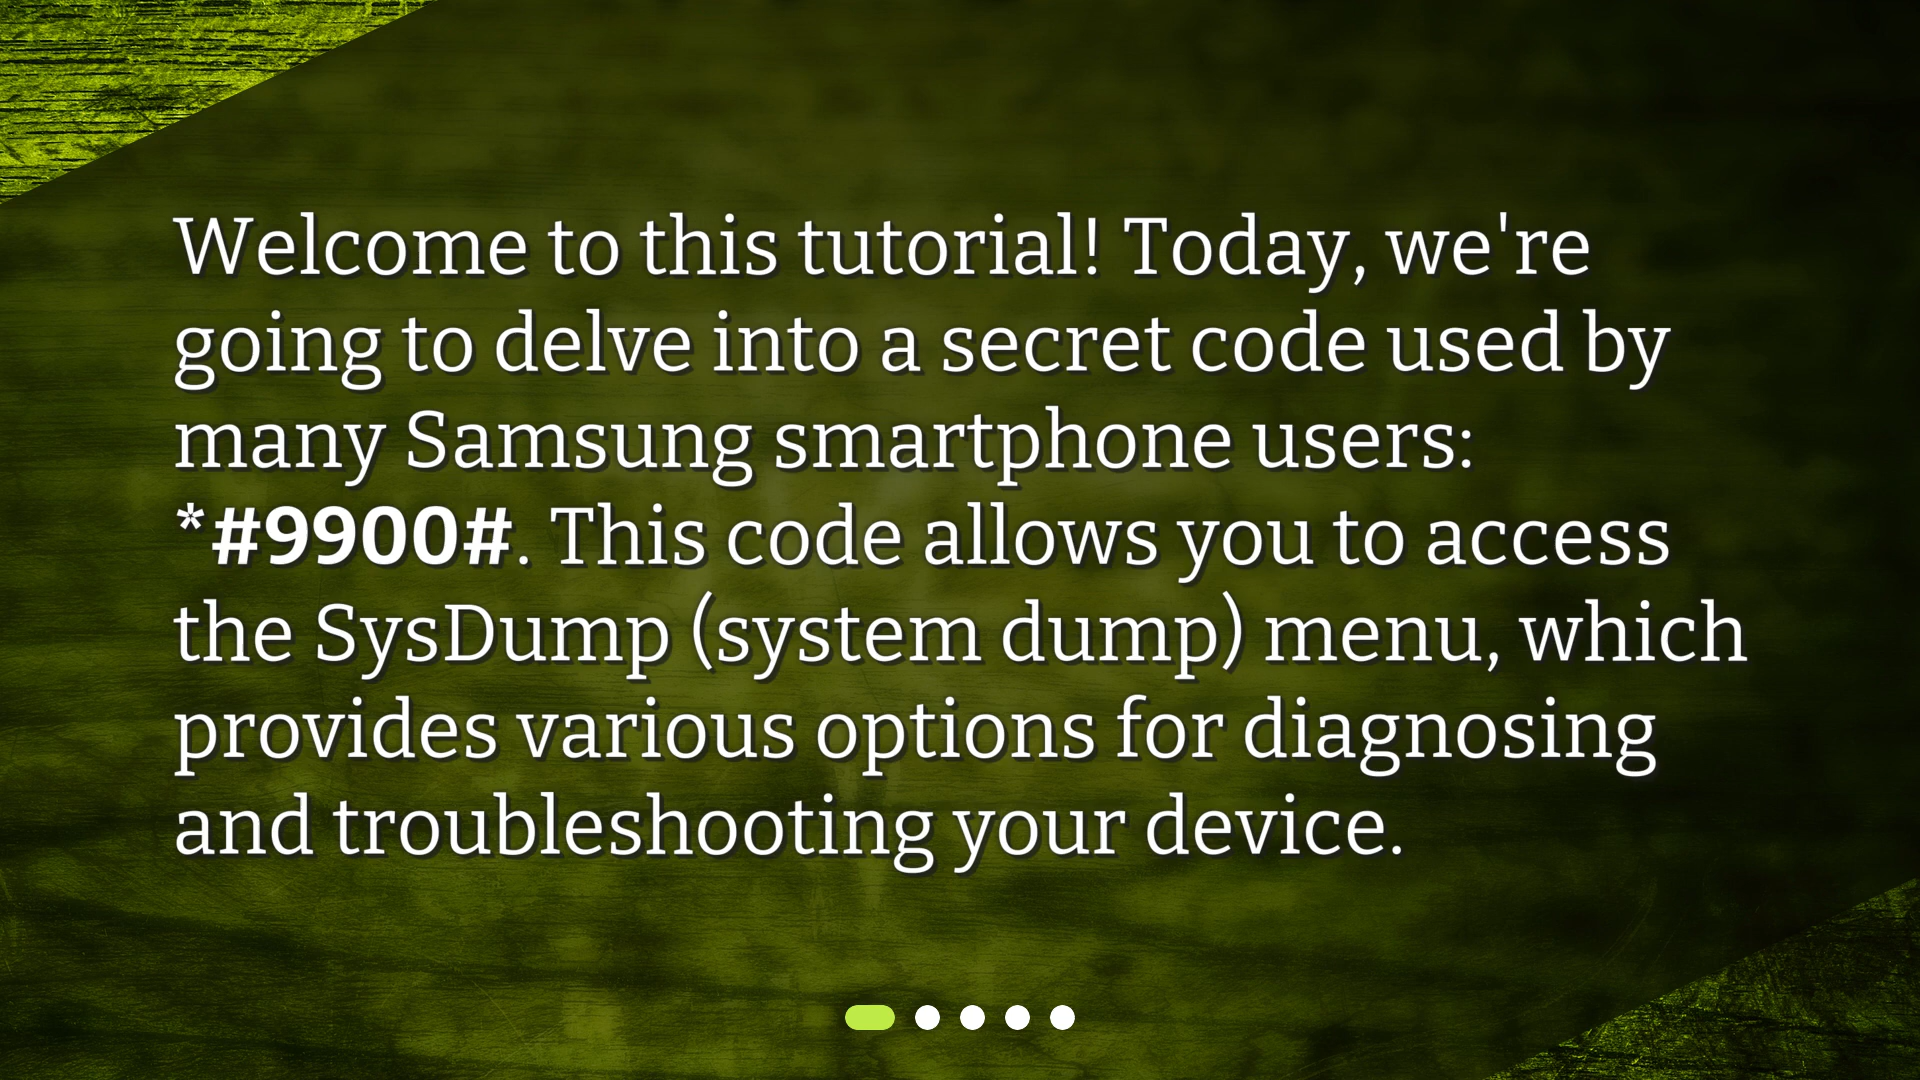 Welcome to this tutorial! Today, we're
going to delve into a secret code used by
many Samsung smartphone users:
*#9900#. This code allows you to access
the SysDump (system dump) menu, which
provides various options for diagnosing
and troubleshooting your device.